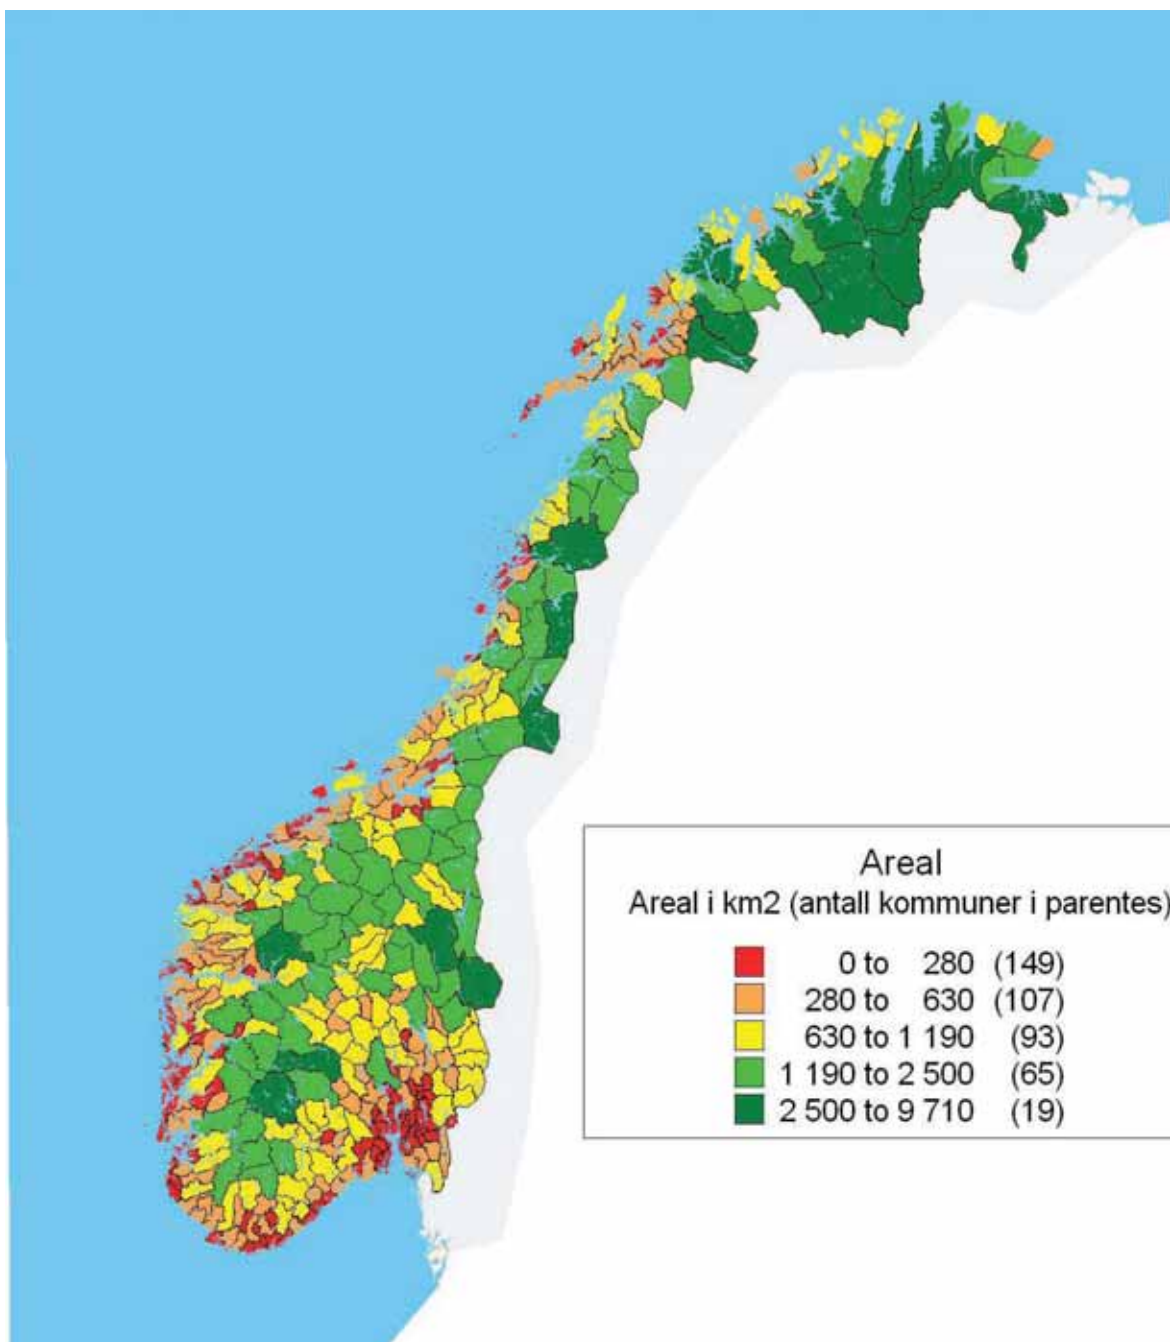 Areal
Areal i km2 (antall kommuner i parentes)
0 to 280 (149)
280 to 630 (107)
630 to 1 190 (93)
1 190 to 2 500 (65)
2 500 to 9 710 (19)